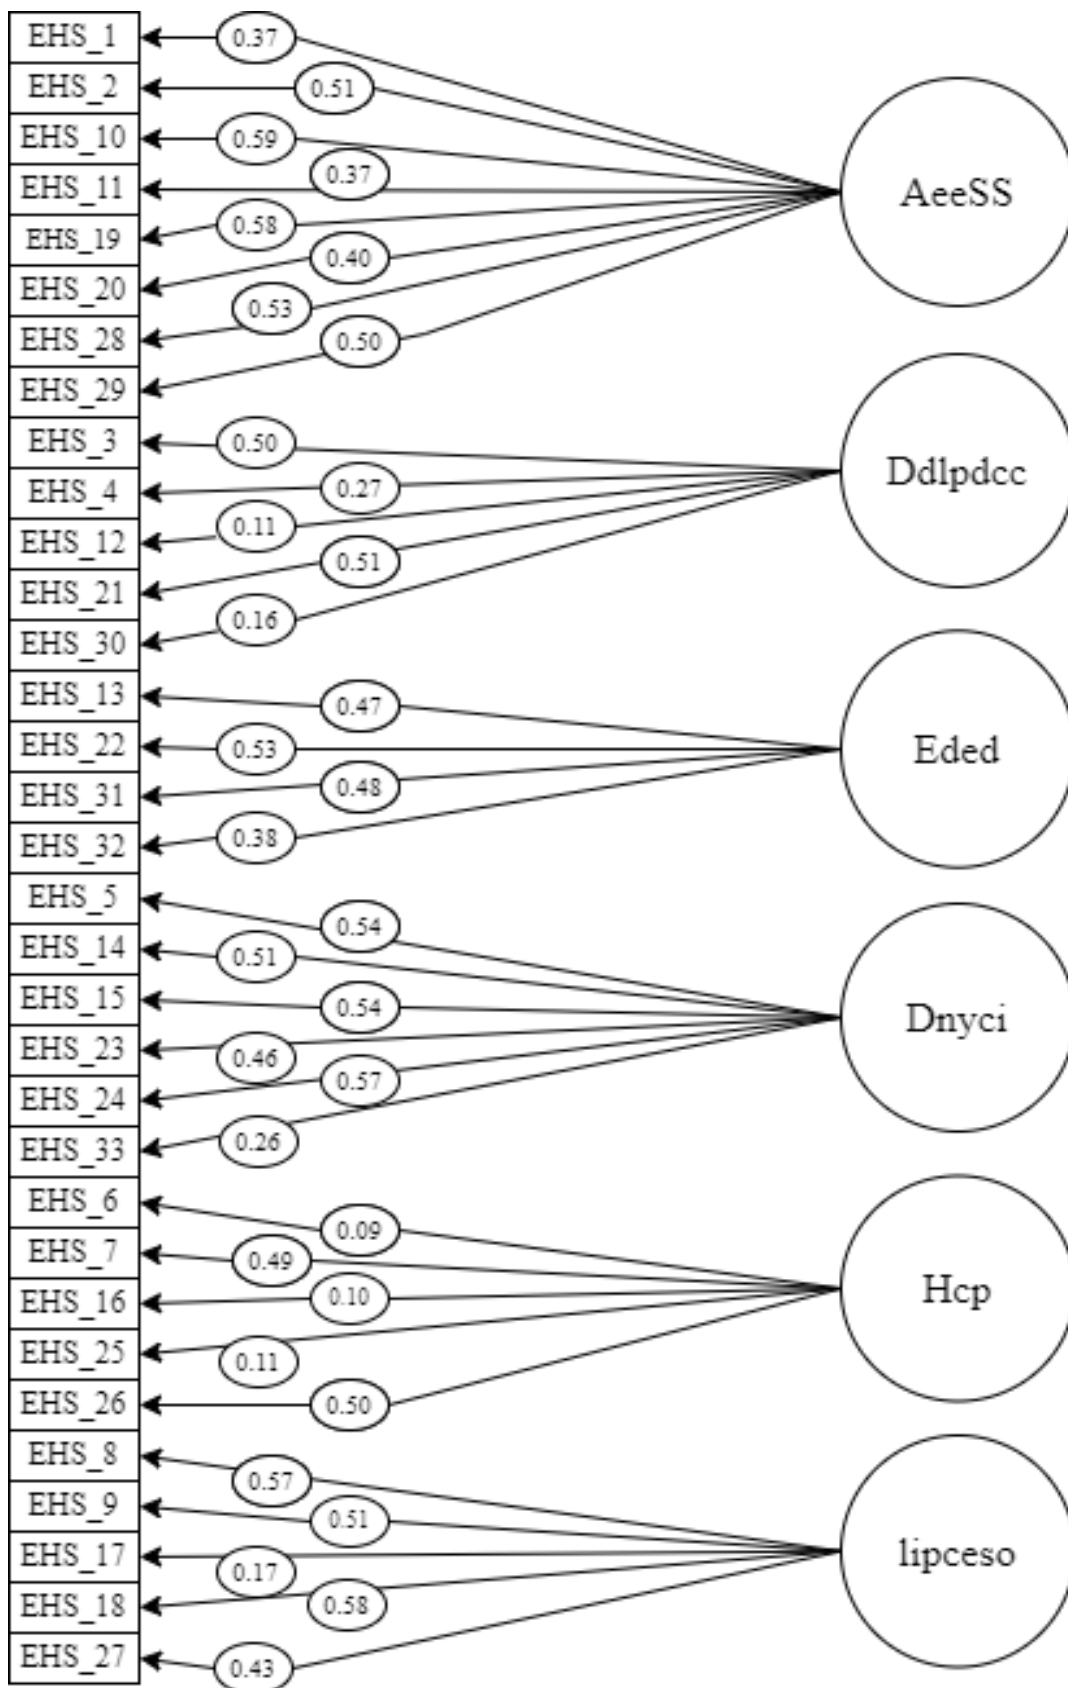 EHS_1
0.37
EHS_2
0.51
EHS_10
0.59
EHS_11
0.37
EHS_19
0.58
EHS_20
0.40
EHS_28
0.53
EHS_29
0.50
AeeSS
EHS_3
0.50
EHS_4
0.27
EHS_12
0.11
EHS_21
0.51
EHS_30
0.16
Ddlpdcc
EHS_13
0.47
EHS_22
0.53
EHS_31
0.48
EHS_32
0.38
Eded
EHS_5
0.54
EHS_14
0.51
EHS_15
0.54
EHS_23
0.46
EHS_24
0.57
EHS_33
0.26
Dnyci
EHS_6
0.09
EHS_7
0.49
EHS_16
0.10
EHS_25
0.11
EHS_26
0.50
Hcp
EHS_8
0.57
EHS_9
0.51
EHS_17
0.17
EHS_18
0.58
EHS_27
0.43
lipceso